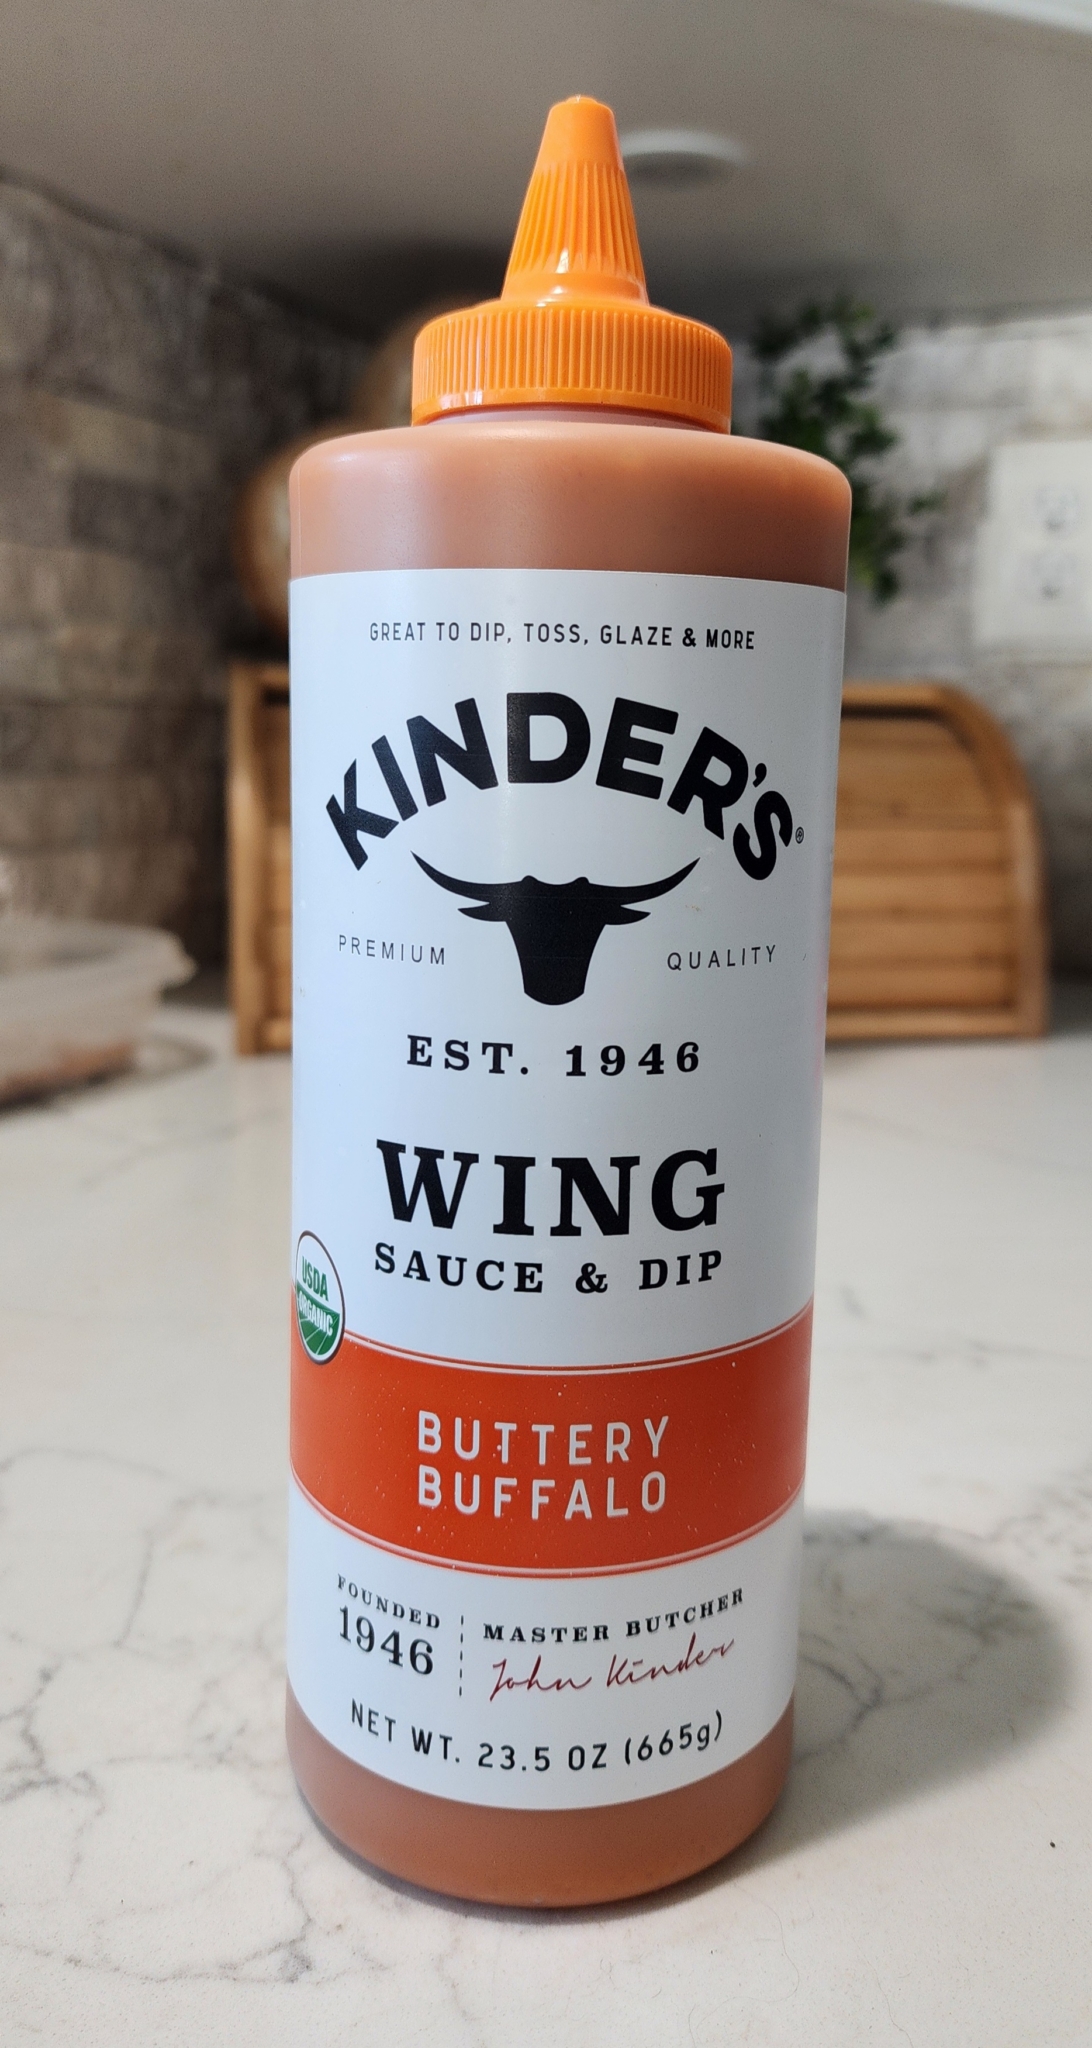 GREAT TO DIP, TOSS, GLAZE & MORE
KINDER'S®
PREMIUM QUALITY
EST. 1946
WING
SAUCE & DIP
USDA
ORGANIC
BUTTERY
BUFFALO
FOUNDED
1946
MASTER BUTCHER
John Kinder
NET WT. 23.5 OZ (665g)